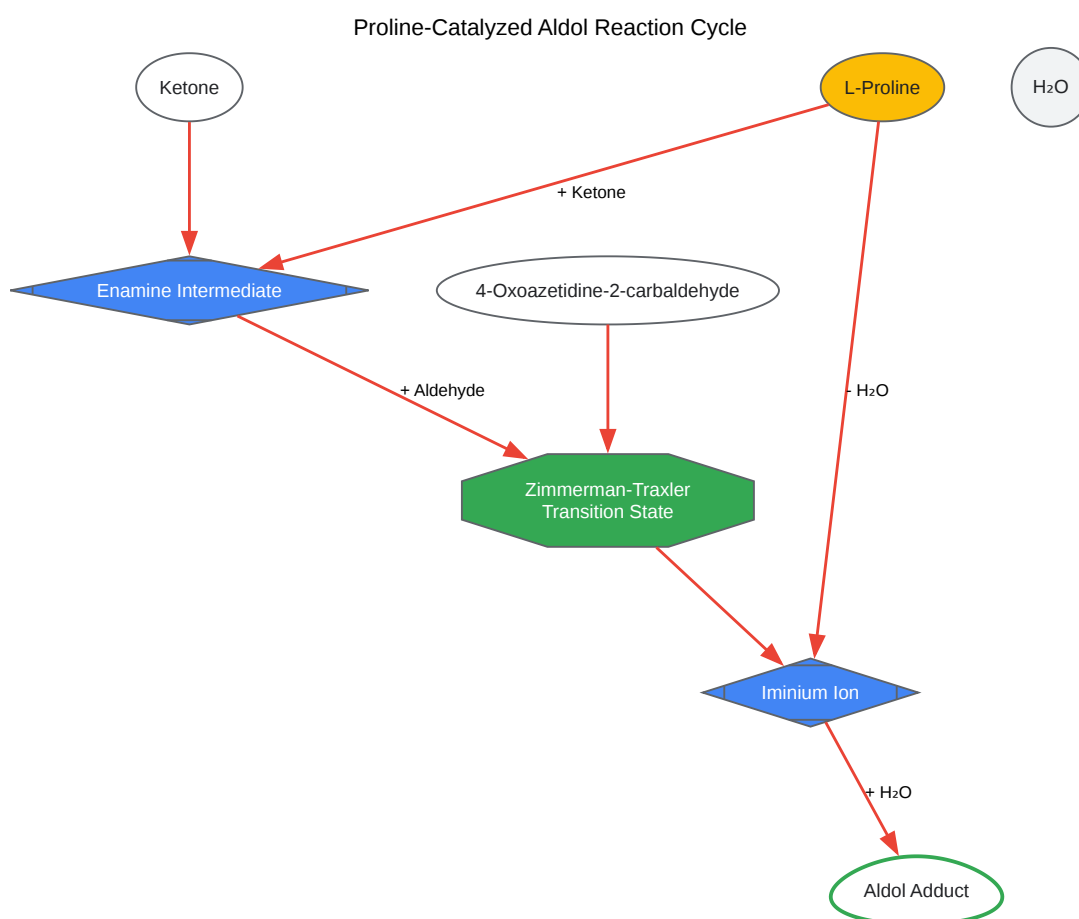 Proline-Catalyzed Aldol Reaction Cycle
Ketone
L-Proline
H₂O
+ Ketone
Enamine Intermediate
4-Oxoazetidine-2-carbaldehyde
+ Aldehyde
- H₂O
Zimmerman-Traxler
Transition State
Iminium Ion
+ H₂O
Aldol Adduct